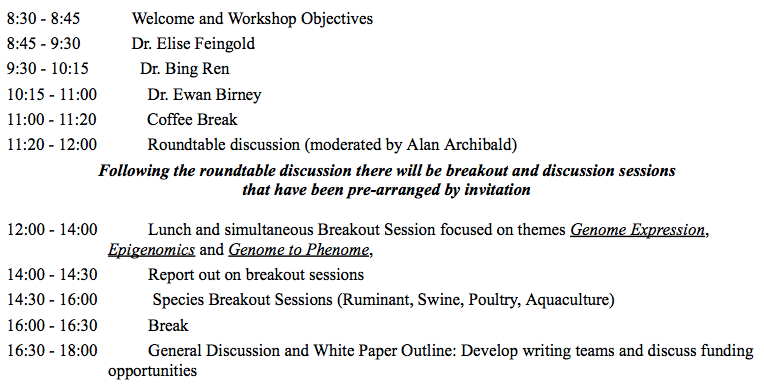 8:30 - 8:45 Welcome and Workshop Objectives
8:45 - 9:30 Dr. Elise Feingold
9:30 - 10:15 Dr. Bing Ren
10:15 - 11:00 Dr. Ewan Birney
11:00 - 11:20 Coffee Break
11:20 - 12:00 Roundtable discussion (moderated by Alan Archibald)
Following the roundtable discussion there will be breakout and discussion sessions
that have been pre-arranged by invitation
12:00 - 14:00 Lunch and simultaneous Breakout Session focused on themes Genome Expression,
Epigenomics and Genome to Phenome,
14:00 - 14:30 Report out on breakout sessions
14:30 - 16:00 Species Breakout Sessions (Ruminant, Swine, Poultry, Aquaculture)
16:00 - 16:30 Break
16:30 - 18:00 General Discussion and White Paper Outline: Develop writing teams and discuss funding
opportunities